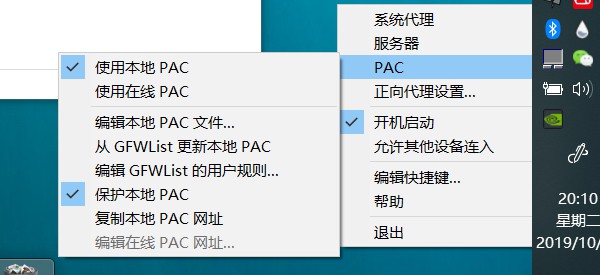 系统代理
服务器
PAC
正向代理设置...
开机启动
允许其他设备连入
编辑快捷键...
帮助
退出
使用本地 PAC
使用在线 PAC
编辑本地 PAC 文件...
从 GFWList 更新本地 PAC
编辑 GFWList 的用户规则...
保护本地 PAC
复制本地 PAC 网址
编辑在线 PAC 网址...
20:10
星期二
2019/10/